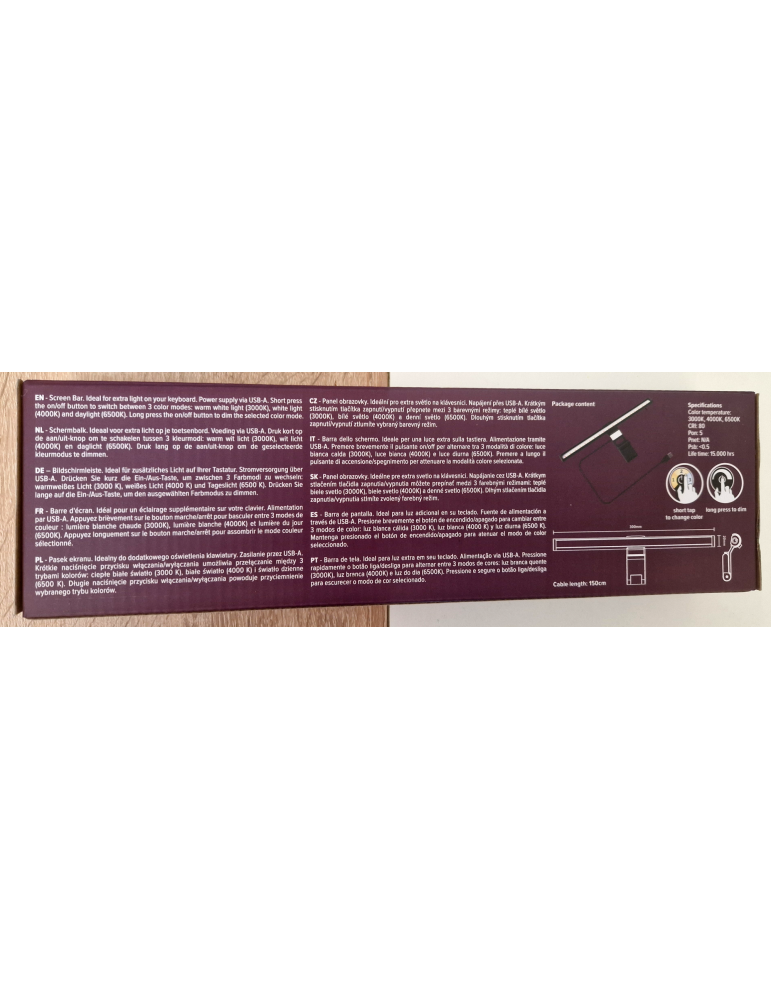 EN - Screen Bar. Ideal for extra light on your keyboard. Power supply via USB-A. Short press
the on/off button to switch between 3 color modes: warm white light (3000K), white light
(4000K) and daylight (6500K). Long press the on/off button to dim the selected color mode.
NL - Schermbalk. Ideaal voor extra licht op je toetsenbord. Voeding via USB-A. Druk kort op
de aan/uit-knop om te schakelen tussen 3 kleurmodi: warm wit licht (3000K), wit licht
(4000K) en daglicht (6500K). Druk lang op de aan/uit-knop om de geselecteerde
kleurmodus te dimmen.
DE – Bildschirmleiste. Ideal für zusätzliches Licht auf Ihrer Tastatur. Stromversorgung über
USB-A. Drücken Sie kurz die Ein-/Aus-Taste, um zwischen 3 Farbmodi zu wechseln:
warmweißes Licht (3000 K), weißes Licht (4000 K) und Tageslicht (6500 K). Drücken Sie
lange auf die Ein-/Aus-Taste, um den ausgewählten Farbmodus zu dimmen.
FR - Barre d'écran. Idéal pour un éclairage supplémentaire sur votre clavier. Alimentation
par USB-A. Appuyez brièvement sur le bouton marche/arrêt pour basculer entre 3 modes de
couleur : lumière blanche chaude (3000K), lumière blanche (4000K) et lumière du jour
(6500K). Appuyez longuement sur le bouton marche/arrêt pour assombrir le mode couleur
sélectionné.
PL - Pasek ekranu. Idealny do dodatkowego oświetlenia klawiatury. Zasilanie przez USB-A.
Krótkie naciśnięcie przycisku włączania/wyłączania umożliwia przełączanie między 3
trybami kolorów: ciepłe białe światło (3000 K), białe światło (4000 K) i światło dzienne
(6500 K). Długie naciśnięcie przycisku włączania/wyłączania powoduje przyciemnienie
wybranego trybu kolorów.
CZ - Panel obrazovky. Ideální pro extra světlo na klávesnici. Napájení přes USB-A. Krátkým
stisknutím tlačítka zapnutí/vypnutí přepnete mezi 3 barevnými režimy: teplé bílé světlo
(3000K), bílé světlo (4000K) a denní světlo (6500K). Dlouhým stisknutím tlačítka
zapnutí/vypnutí ztlumíte vybraný barevný režim.
IT - Barra dello schermo. Ideale per una luce extra sulla tastiera. Alimentazione tramite
USB-A. Premere brevemente il pulsante on/off per alternare tra 3 modalità di colore: luce
bianca calda (3000K), luce bianca (4000K) e luce diurna (6500K). Premere a lungo il
pulsante di accensione/spegnimento per attenuare la modalità colore selezionata.
SK - Panel obrazovky. Ideálne pre extra svetlo na klávesnici. Napájanie cez USB-A. Krátkym
stlačením tlačidla zapnutia/vypnutia môžete prepínať medzi 3 farebnými režimami: teplé
biele svetlo (3000K), biele svetlo (4000K) a denné svetlo (6500K). Dlhým stlačením tlačidla
zapnutia/vypnutia stlmíte zvolený farebný režim.
ES - Barra de pantalla. Ideal para luz adicional en su teclado. Fuente de alimentación a
través de USB-A. Presione brevemente el botón de encendido/apagado para cambiar entre
3 modos de color: luz blanca cálida (3000 K), luz blanca (4000 K) y luz diurna (6500 K).
Mantenga presionado el botón de encendido/apagado para atenuar el modo de color
seleccionado.
PT - Barra de tela. Ideal para luz extra em seu teclado. Alimentação via USB-A. Pressione
rapidamente o botão liga/desliga para alternar entre 3 modos de cores: luz branca quente
(3000K), luz branca (4000K) e luz do dia (6500K). Pressione e segure o botão liga/desliga
para escurecer o modo de cor selecionado.
Package content
Specifications
Color temperature:
3000K, 4000K, 6500K
CRI: 80
Pon: 5
Poet: N/A
Psb: <0.5
Life time: 15.000 hrs
short tap
to change color
long press to dim
Cable length: 150cm